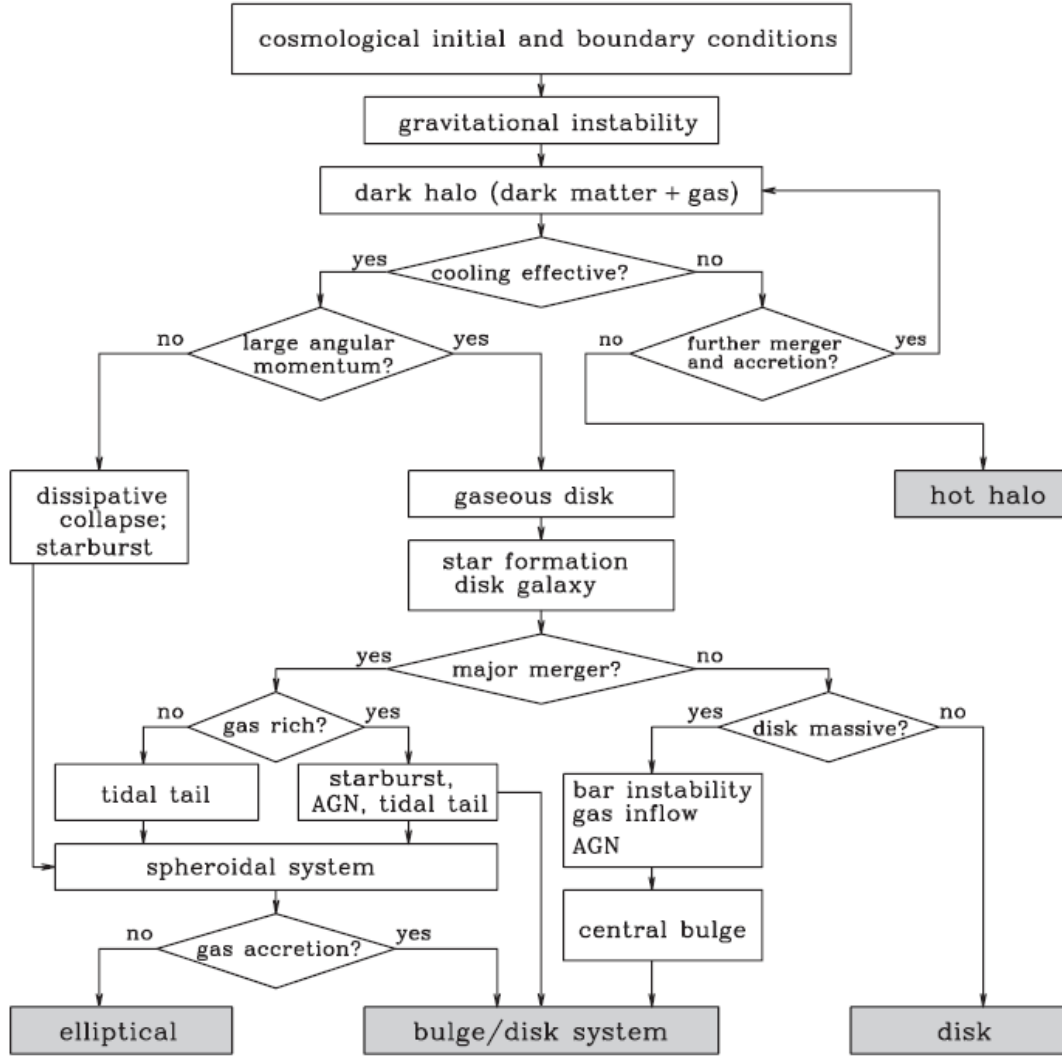 cosmological initial and boundary conditions
gravitational instability
dark halo (dark matter + gas)
yes
cooling effective?
no
no
large angular
momentum?
yes
no
further merger
and accretion?
yes
dissipative
collapse;
starburst
gaseous disk
hot halo
star formation
disk galaxy
yes
major merger?
no
no
gas rich?
yes
yes
disk massive?
no
tidal tail
starburst,
AGN, tidal tail
bar instability
gas inflow
AGN
spheroidal system
central bulge
no
gas accretion?
yes
elliptical
bulge/disk system
disk